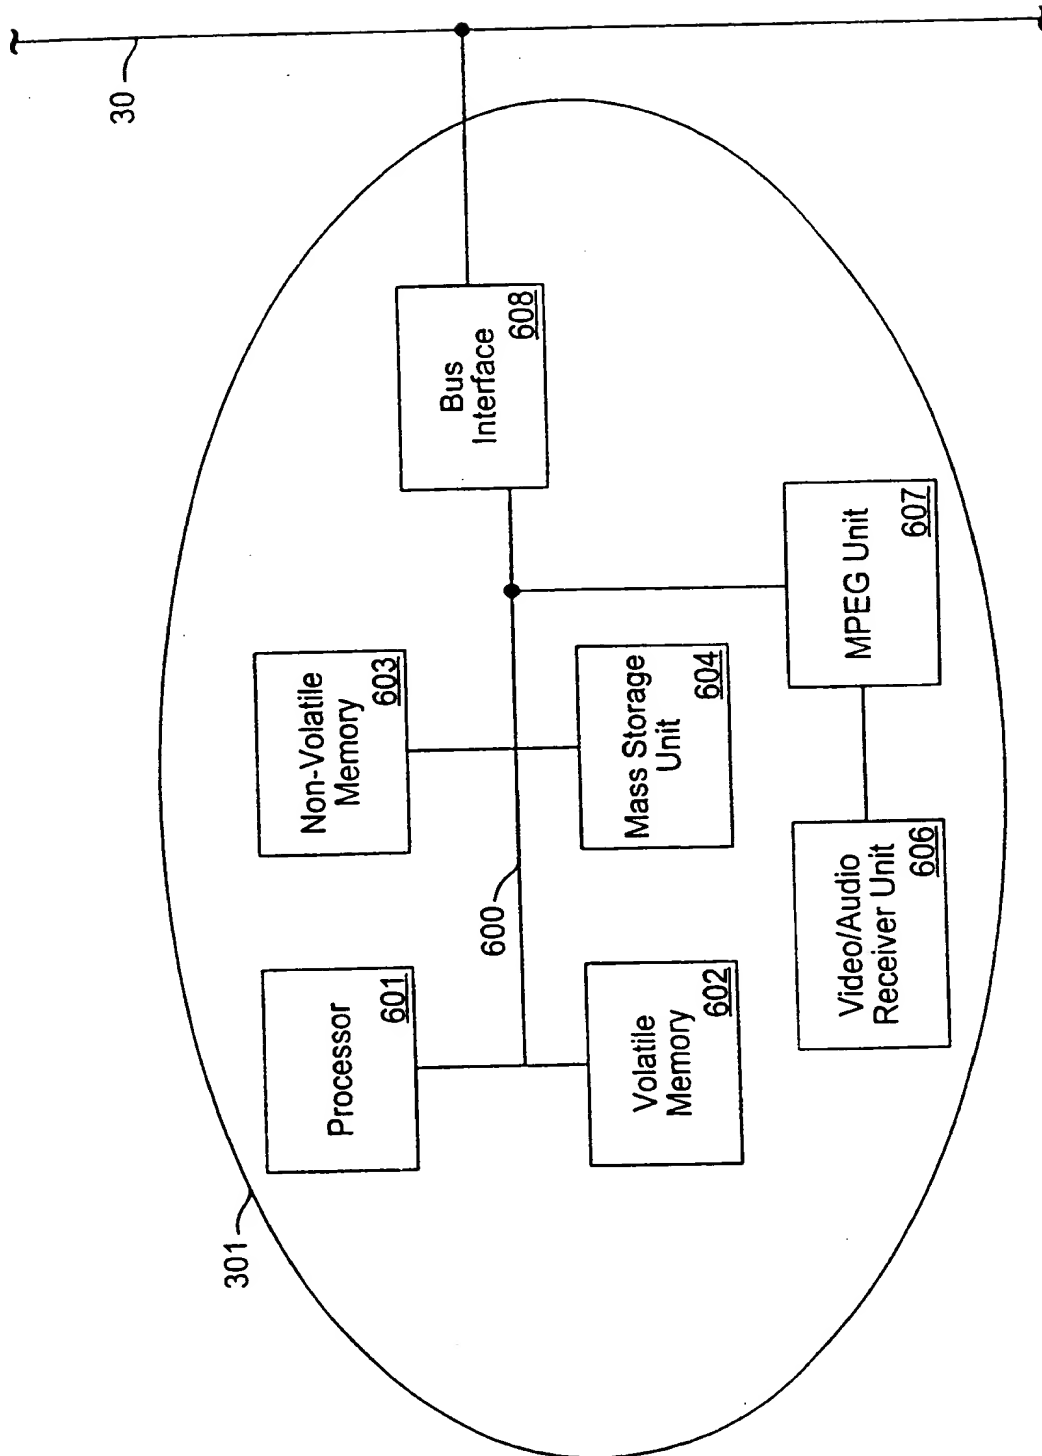 301
Processor
601
Non-Volatile
Memory
603
600
Volatile
Memory
602
Mass Storage
Unit
604
Bus
Interface
608
30
Video/Audio
Receiver Unit
606
MPEG Unit
607